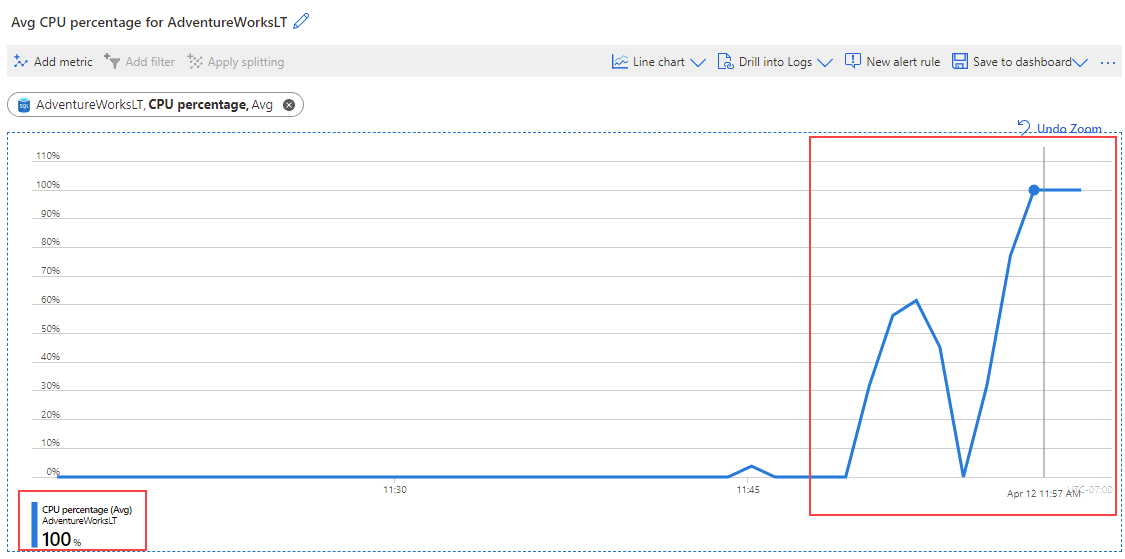 Avg CPU percentage for AdventureWorksLT
Add metric Add filter Apply splitting Line chart Drill into Logs New alert rule Save to dashboard ...
SQL AdventureWorksLT, CPU percentage, Avg
Undo Zoom
110%
100%
90%
80%
70%
60%
50%
40%
30%
20%
10%
0%
11:30 11:45 Apr 12 11:57 AM UTC-07:00
CPU percentage (Avg)
AdventureWorksLT
100 %